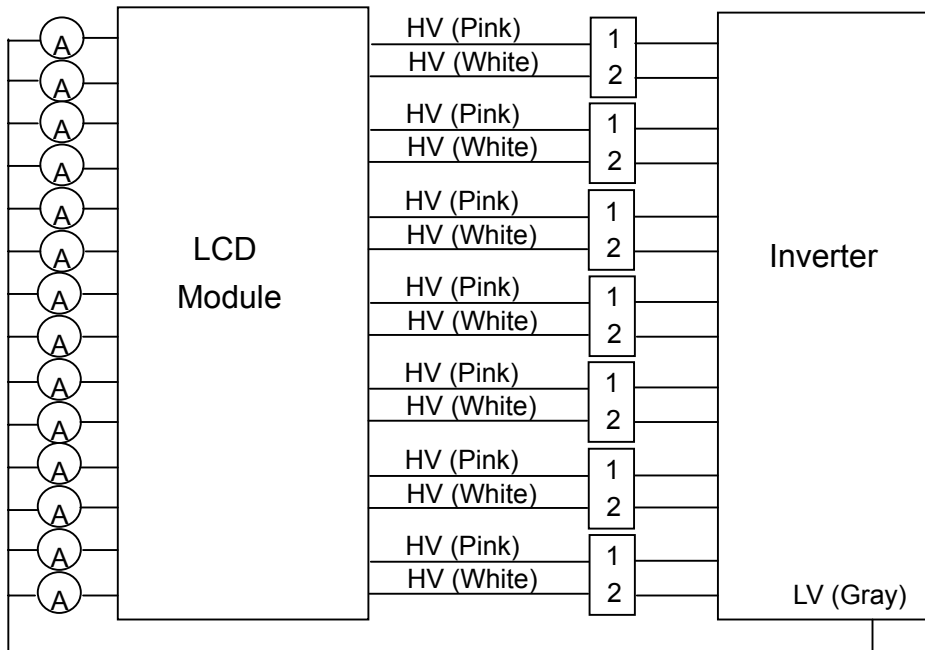 A
A
A
A
A
A
A
A
A
A
A
A
A
A
LCD
Module
HV (Pink)
HV (White)
1
2
HV (Pink)
HV (White)
1
2
HV (Pink)
HV (White)
1
2
HV (Pink)
HV (White)
1
2
HV (Pink)
HV (White)
1
2
HV (Pink)
HV (White)
1
2
HV (Pink)
HV (White)
1
2
Inverter
LV (Gray)